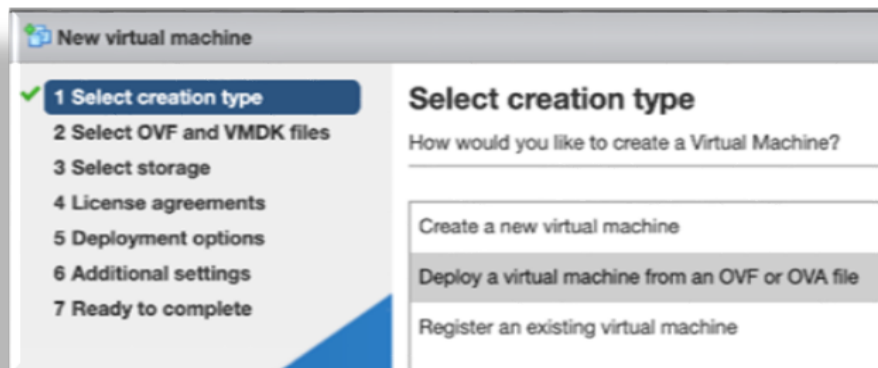 New virtual machine
1 Select creation type
2 Select OVF and VMDK files
3 Select storage
4 License agreements
5 Deployment options
6 Additional settings
7 Ready to complete
Select creation type
How would you like to create a Virtual Machine?
Create a new virtual machine
Deploy a virtual machine from an OVF or OVA file
Register an existing virtual machine